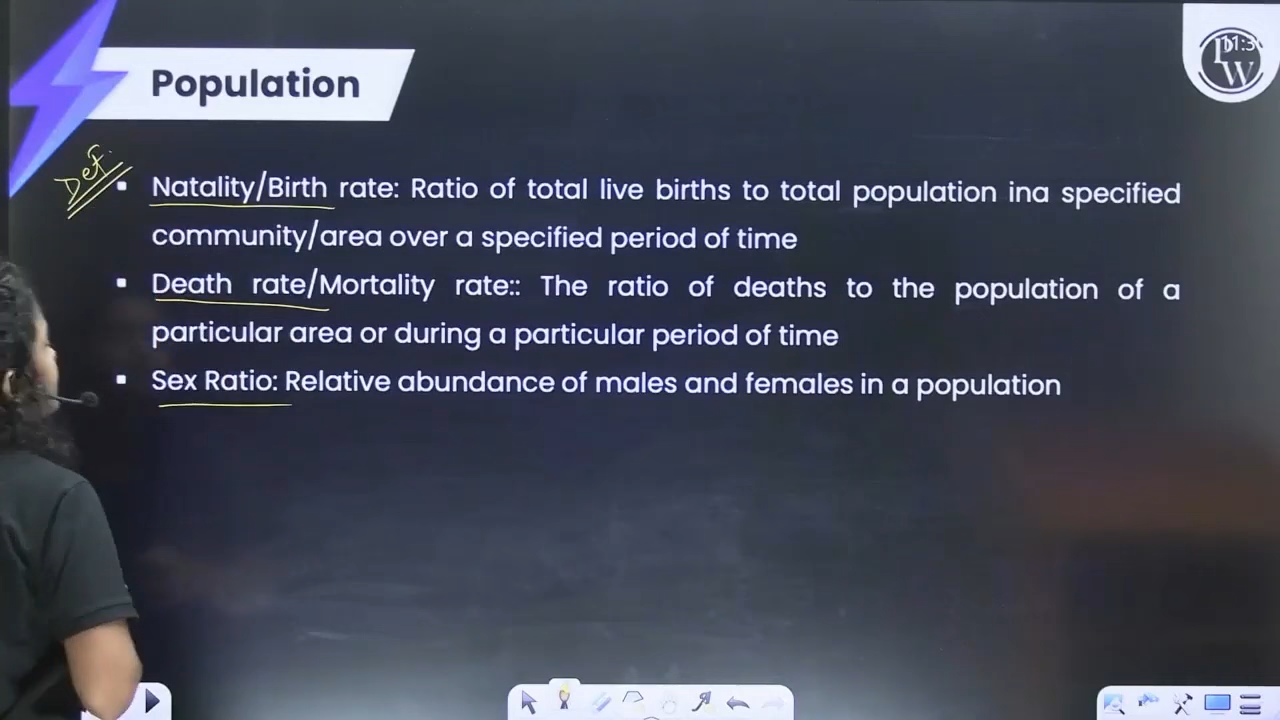 Population
Def.
▪ Natality/Birth rate: Ratio of total live births to total population ina specified
community/area over a specified period of time
▪ Death rate/Mortality rate:: The ratio of deaths to the population of a
particular area or during a particular period of time
▪ Sex Ratio: Relative abundance of males and females in a population
PW